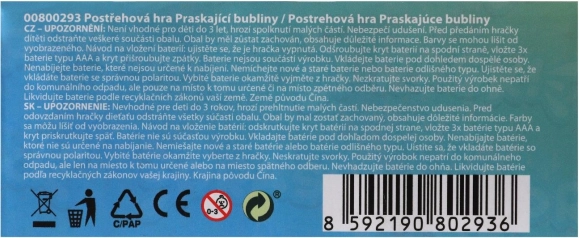 00800293 Postřehová hra Praskající bubliny / Postrehová hra Praskajúce bubliny
CZ – UPOZORNĚNÍ: Není vhodné pro děti do 3 let, hrozí spolknutí malých částí. Nebezpečí udušení. Před předáním hračky
dítěti odstraňte veškeré součásti obalu. Obal by měl zůstat zachován, obsahuje důležité informace. Barvy se mohou lišit od
vyobrazeného. Návod na vložení baterií: ujistěte se, že je hračka vypnutá. Odšroubujte kryt baterií na spodní straně, vložte 3x
baterie typu AAA a kryt přišroubujte zpátky. Baterie nejsou součástí výrobku. Vkládejte baterie pod dohledem dospělé osoby.
Nenabíjejte baterie, které nejsou určené k nabíjení. Nemíchejte nové a staré baterie nebo baterie odlišného typu. Ujistěte se, že
vkládáte baterie se správnou polaritou. Vybité baterie okamžitě vyjměte z hračky. Nezkratujte svorky. Použitý výrobek nepatří
do komunálního odpadu, ale pouze na místo k tomu určené či na místo zpětného odběru. Nevhazujte baterie do ohně.
Likvidujte baterie podle recyklačních zákonů vaší země. Země původu Čína.
SK – UPOZORNENIE: Nevhodné pre deti do 3 rokov, hrozí prehltnutie malých častí. Nebezpečenstvo udusenia. Pred
odovzdaním hračky dieťaťu odstráňte všetky súčasti obalu. Obal by mal zostať zachovaný, obsahuje dôležité informácie. Farby
sa môžu líšiť od vyobrazenia. Návod na vloženie batérií: odskrutkujte kryt batérií na spodnej strane, vložte 3x batérie typu AAA a
kryt priskrutkujte späť. Batérie nie sú súčasťou výrobku. Vkladajte batérie pod dohľadom dospelej osoby. Nenabíjajte batérie,
ktoré nie sú určené na nabíjanie. Nemiešajte nové a staré batérie alebo batérie odlišného typu. Uistite sa, že vkladáte batérie so
správnou polaritou. Vybité batérie okamžite vyberte z hračky. Neskratujte svorky. Použitý výrobok nepatrí do komunálneho
odpadu, ale len na miesto k tomu určené alebo na miesto spätného odberu. Nevhadzujte batérie do ohňa. Likvidujte batérie
podľa recyklačných zákonov vašej krajiny. Krajina pôvodu Čína.
C/PAP
CE
0-3
8 592190 802936